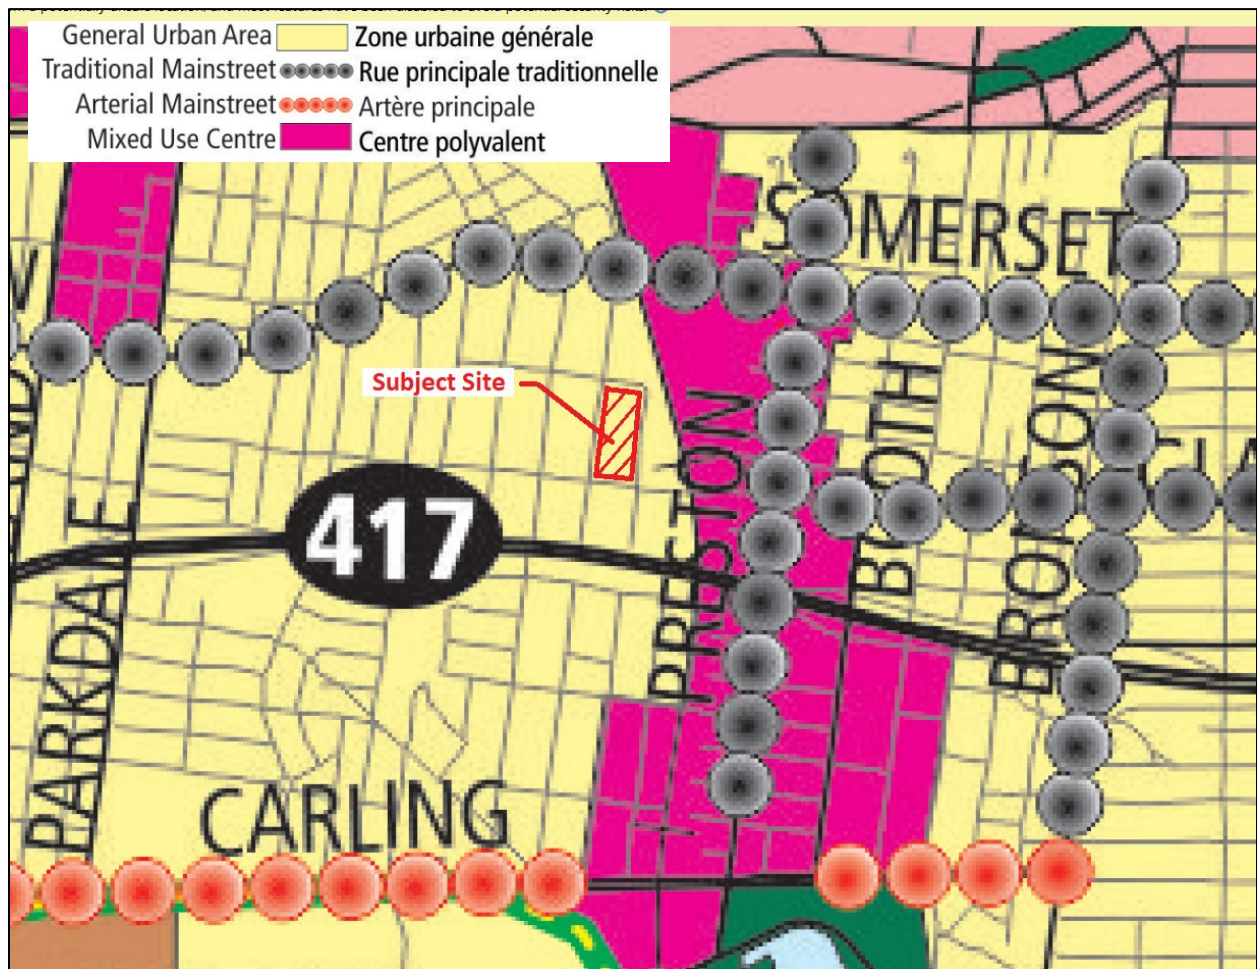 General Urban Area Zone urbaine générale
Traditional Mainstreet Rue principale traditionnelle
Arterial Mainstreet Artère principale
Mixed Use Centre Centre polyvalent
SOMERSET
Subject Site
BOOTH
BRONSON
PRESTON
PARKDALE
417
CARLING